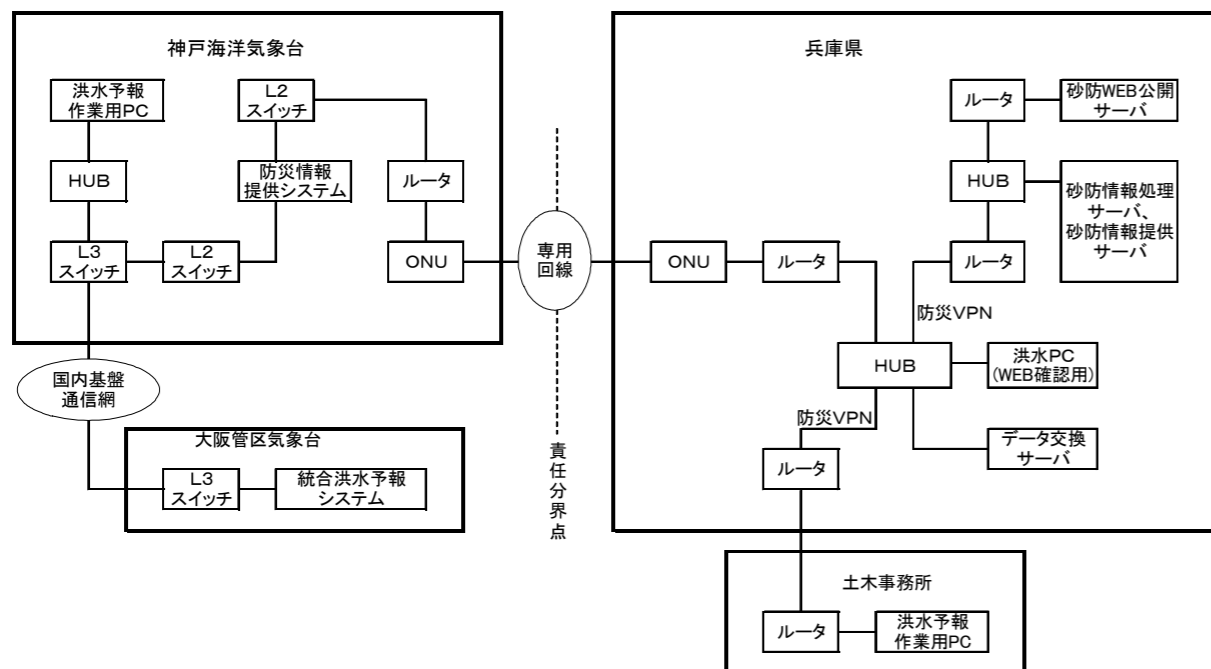 神戸海洋気象台
洪水予報
作業用PC
L2
スイッチ
HUB
防災情報
提供システム
ルータ
L3
スイッチ
L2
スイッチ
ONU
専用
回線
国内基盤
通信網
大阪管区気象台
L3
スイッチ
統合洪水予報
システム
責任分界点
兵庫県
ルータ
砂防WEB公開
サーバ
HUB
砂防情報処理
サーバ、
砂防情報提供
サーバ
ルータ
ONU
ルータ
防災VPN
HUB
洪水PC
(WEB確認用)
防災VPN
データ交換
サーバ
ルータ
土木事務所
ルータ
洪水予報
作業用PC